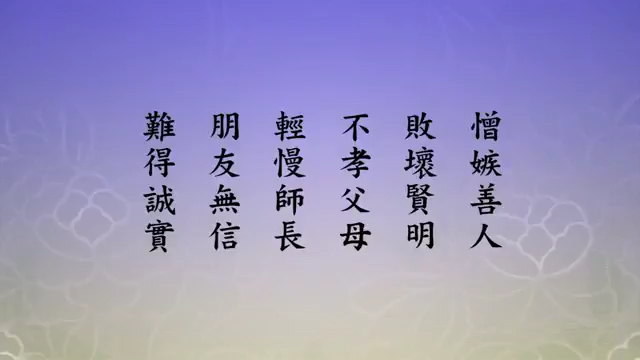 憎嫉善人
敗壞賢明
不孝父母
輕慢師長
朋友無信
難得誠實